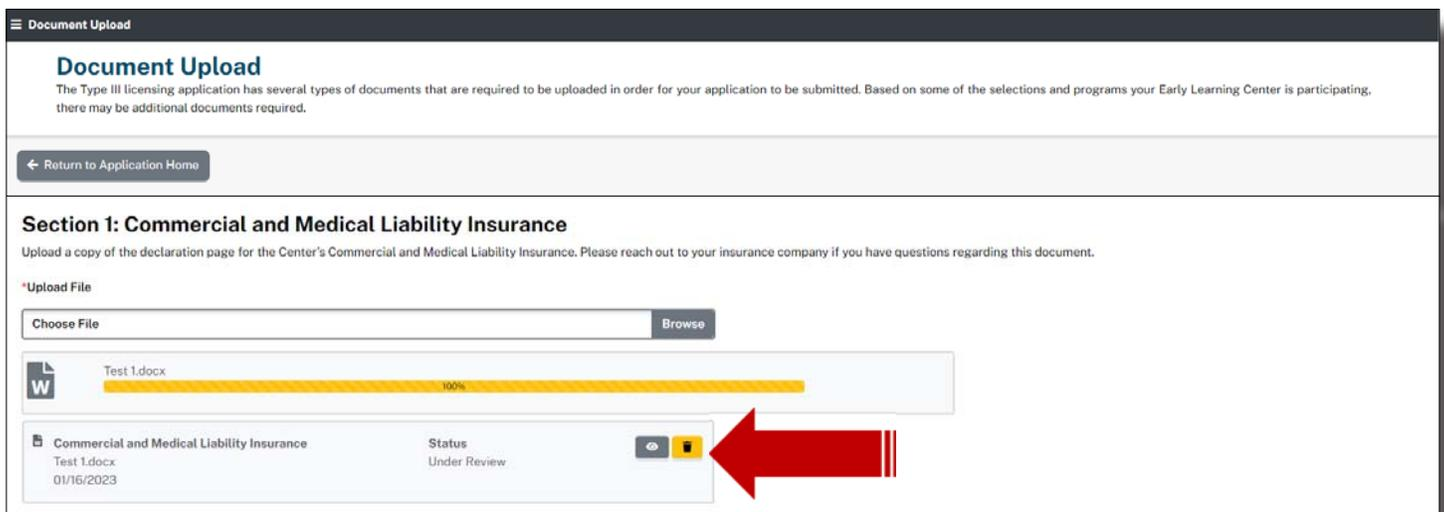 Document Upload
Document Upload
The Type III licensing application has several types of documents that are required to be uploaded in order for your application to be submitted. Based on some of the selections and programs your Early Learning Center is participating,
there may be additional documents required.
← Return to Application Home
Section 1: Commercial and Medical Liability Insurance
Upload a copy of the declaration page for the Center's Commercial and Medical Liability Insurance. Please reach out to your insurance company if you have questions regarding this document.
*Upload File
Choose File Browse
W Test 1.docx
100%
Commercial and Medical Liability Insurance Status
Test 1.docx Under Review
01/16/2023